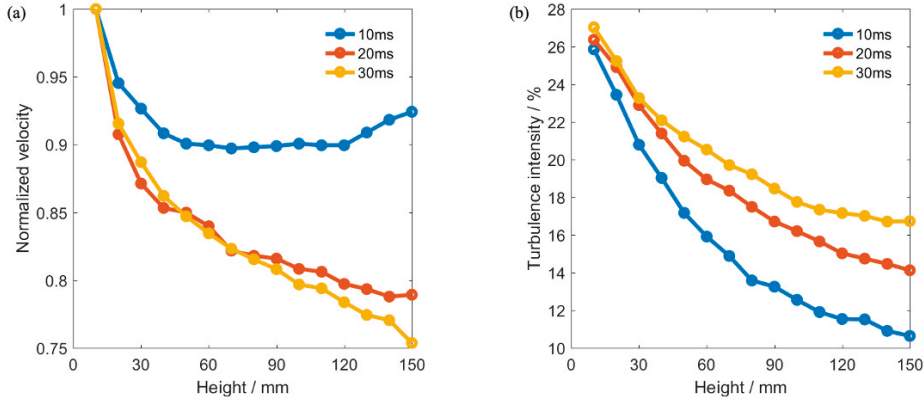 (a)
Normalized velocity
1
0.95
0.9
0.85
0.8
0.75
0
30
60
90
120
150
Height / mm
10ms
20ms
30ms
(b)
Turbulence intensity / %
28
26
24
22
20
18
16
14
12
10
0
30
60
90
120
150
Height / mm
10ms
20ms
30ms